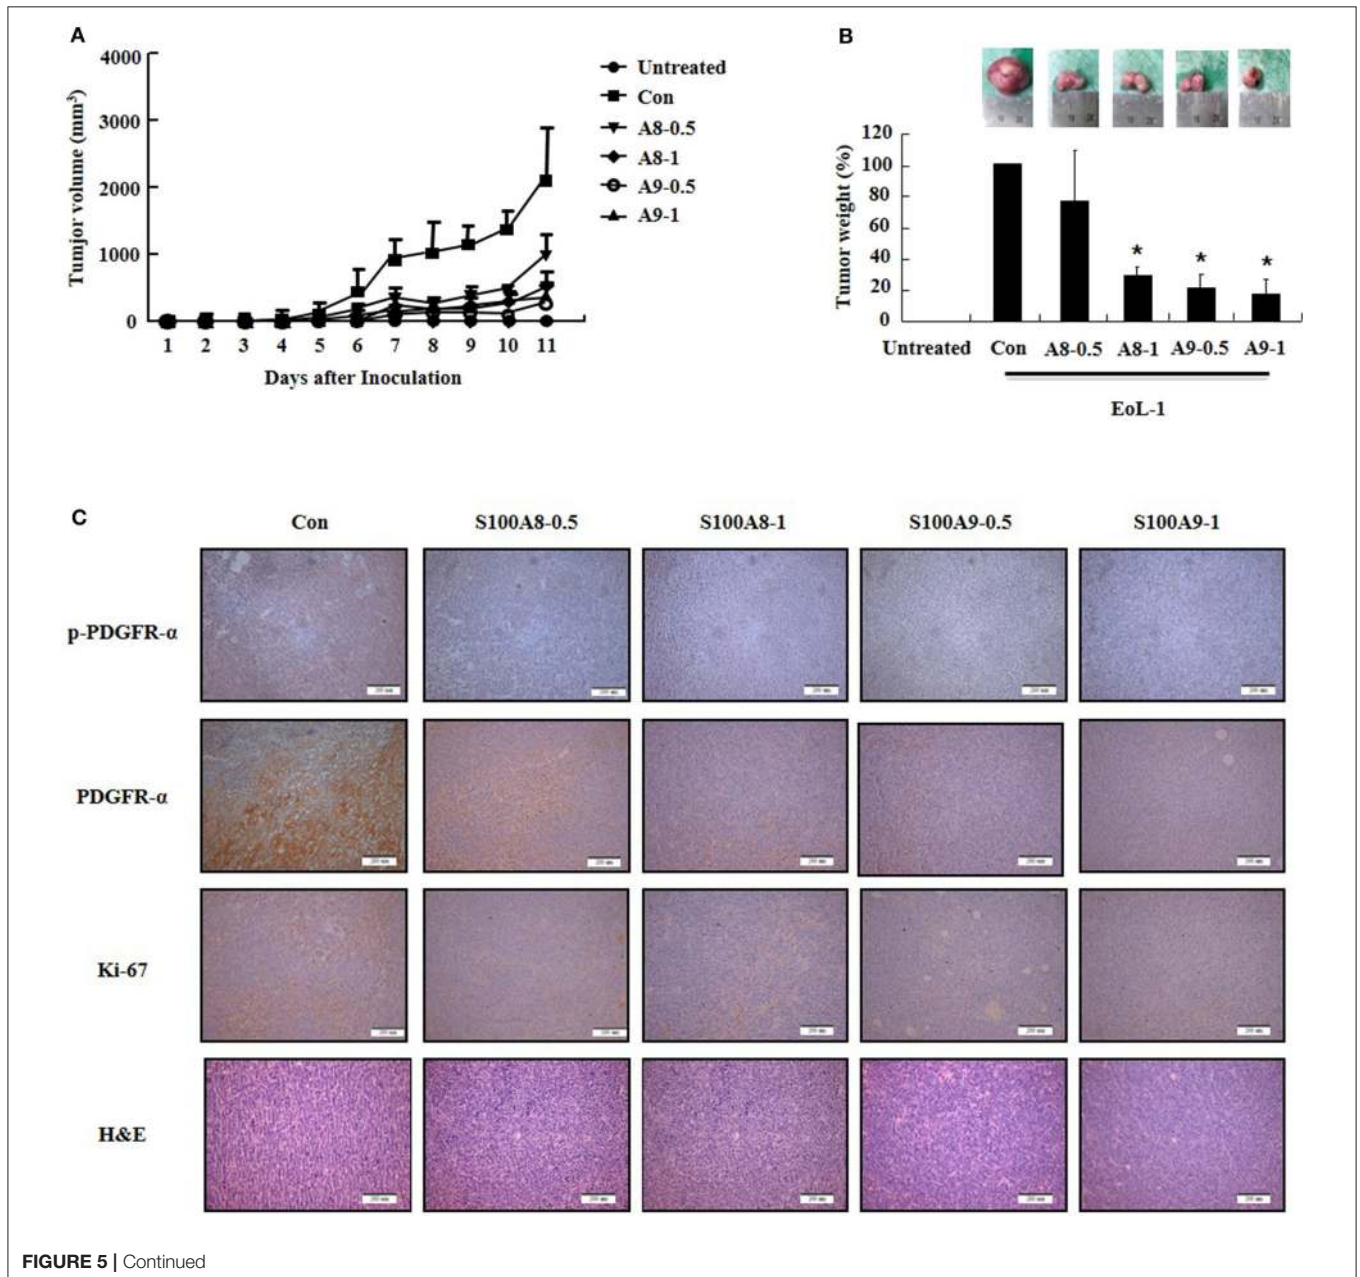 A
4000
3000
2000
1000
0
Tumjor volume (mm³)
1 2 3 4 5 6 7 8 9 10 11
Days after Inoculation
Untreated
Con
A8-0.5
A8-1
A9-0.5
A9-1
B
120
100
80
60
40
20
0
Tumor weight (%)
* * *
Untreated Con A8-0.5 A8-1 A9-0.5 A9-1
EoL-1
C
Con S100A8-0.5 S100A8-1 S100A9-0.5 S100A9-1
p-PDGFR-α
PDGFR-α
Ki-67
H&E
FIGURE 5 | Continued